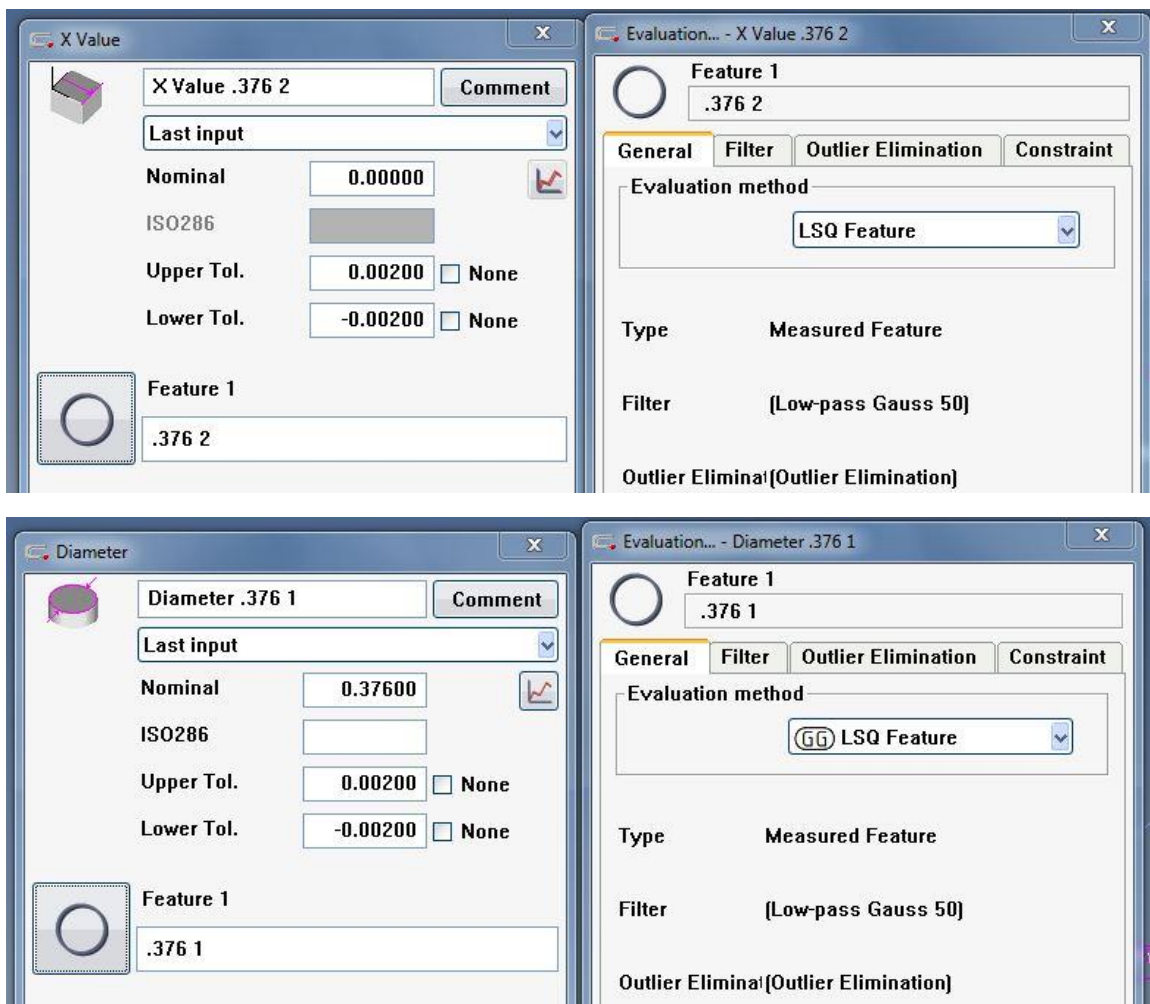 X Value
X Value .376 2
Comment
Last input
Nominal 0.00000
ISO286
Upper Tol. 0.00200 None
Lower Tol. -0.00200 None
Feature 1
.376 2
Evaluation... - X Value .376 2
Feature 1
.376 2
General Filter Outlier Elimination Constraint
Evaluation method
LSQ Feature
Type Measured Feature
Filter (Low-pass Gauss 50)
Outlier Elimina (Outlier Elimination)
Diameter
Diameter .376 1
Comment
Last input
Nominal 0.37600
ISO286
Upper Tol. 0.00200 None
Lower Tol. -0.00200 None
Feature 1
.376 1
Evaluation... - Diameter .376 1
Feature 1
.376 1
General Filter Outlier Elimination Constraint
Evaluation method
GG LSQ Feature
Type Measured Feature
Filter (Low-pass Gauss 50)
Outlier Elimina (Outlier Elimination)